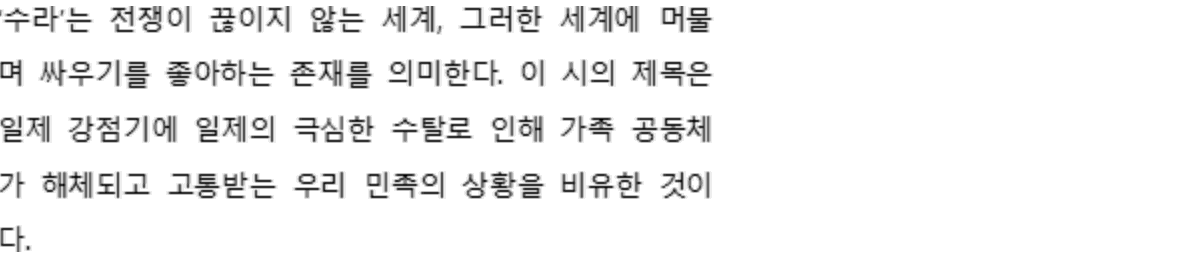 '수라'는 전쟁이 끊이지 않는 세계, 그러한 세계에 머물
며 싸우기를 좋아하는 존재를 의미한다. 이 시의 제목은
일제 강점기에 일제의 극심한 수탈로 인해 가족 공동체
가 해체되고 고통받는 우리 민족의 상황을 비유한 것이
다.